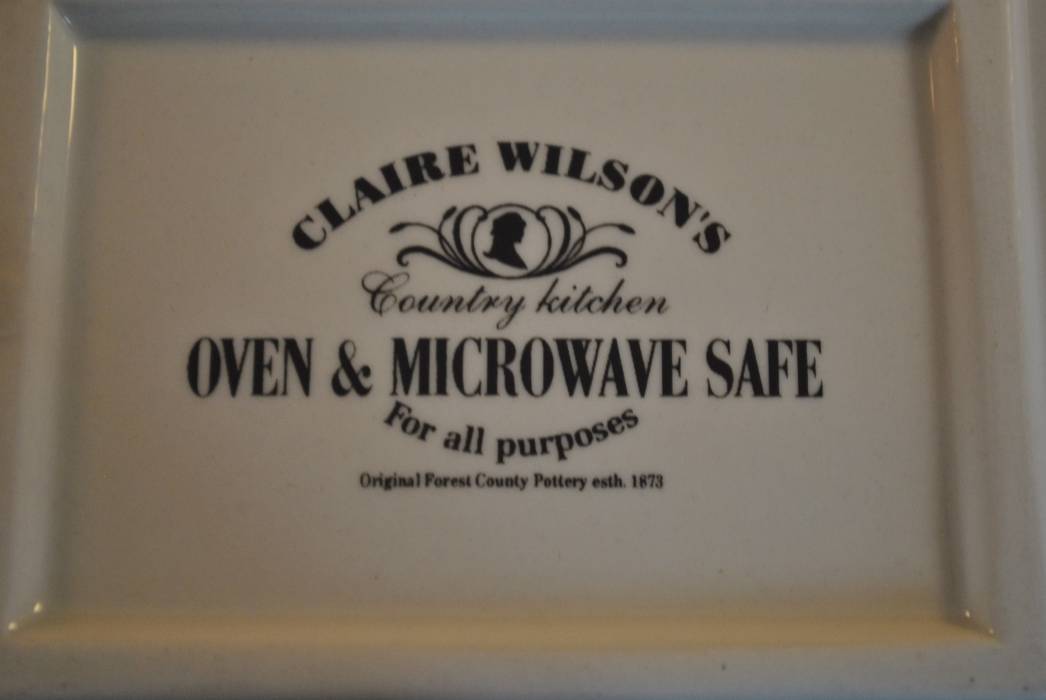 CLAIRE WILSON'S
Country kitchen
OVEN & MICROWAVE SAFE
For all purposes
Original Forest County Pottery esth. 1873